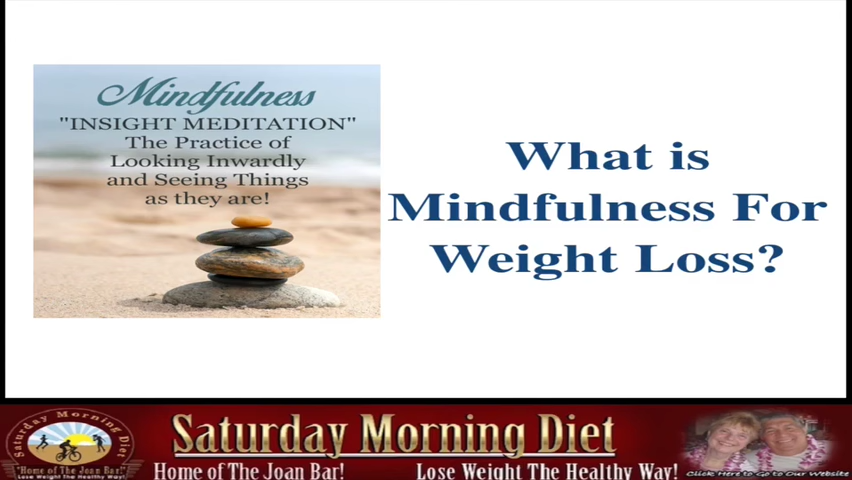 Mindfulness
"INSIGHT MEDITATION"
The Practice of
Looking Inwardly
and Seeing Things
as they are!
What is
Mindfulness For
Weight Loss?
Saturday Morning Diet
"Home of The Joan Bar!"
Lose Weight The Healthy Way!
Saturday Morning Diet
Home of The Joan Bar!
Lose Weight The Healthy Way!
Click Here to Go to Our Website